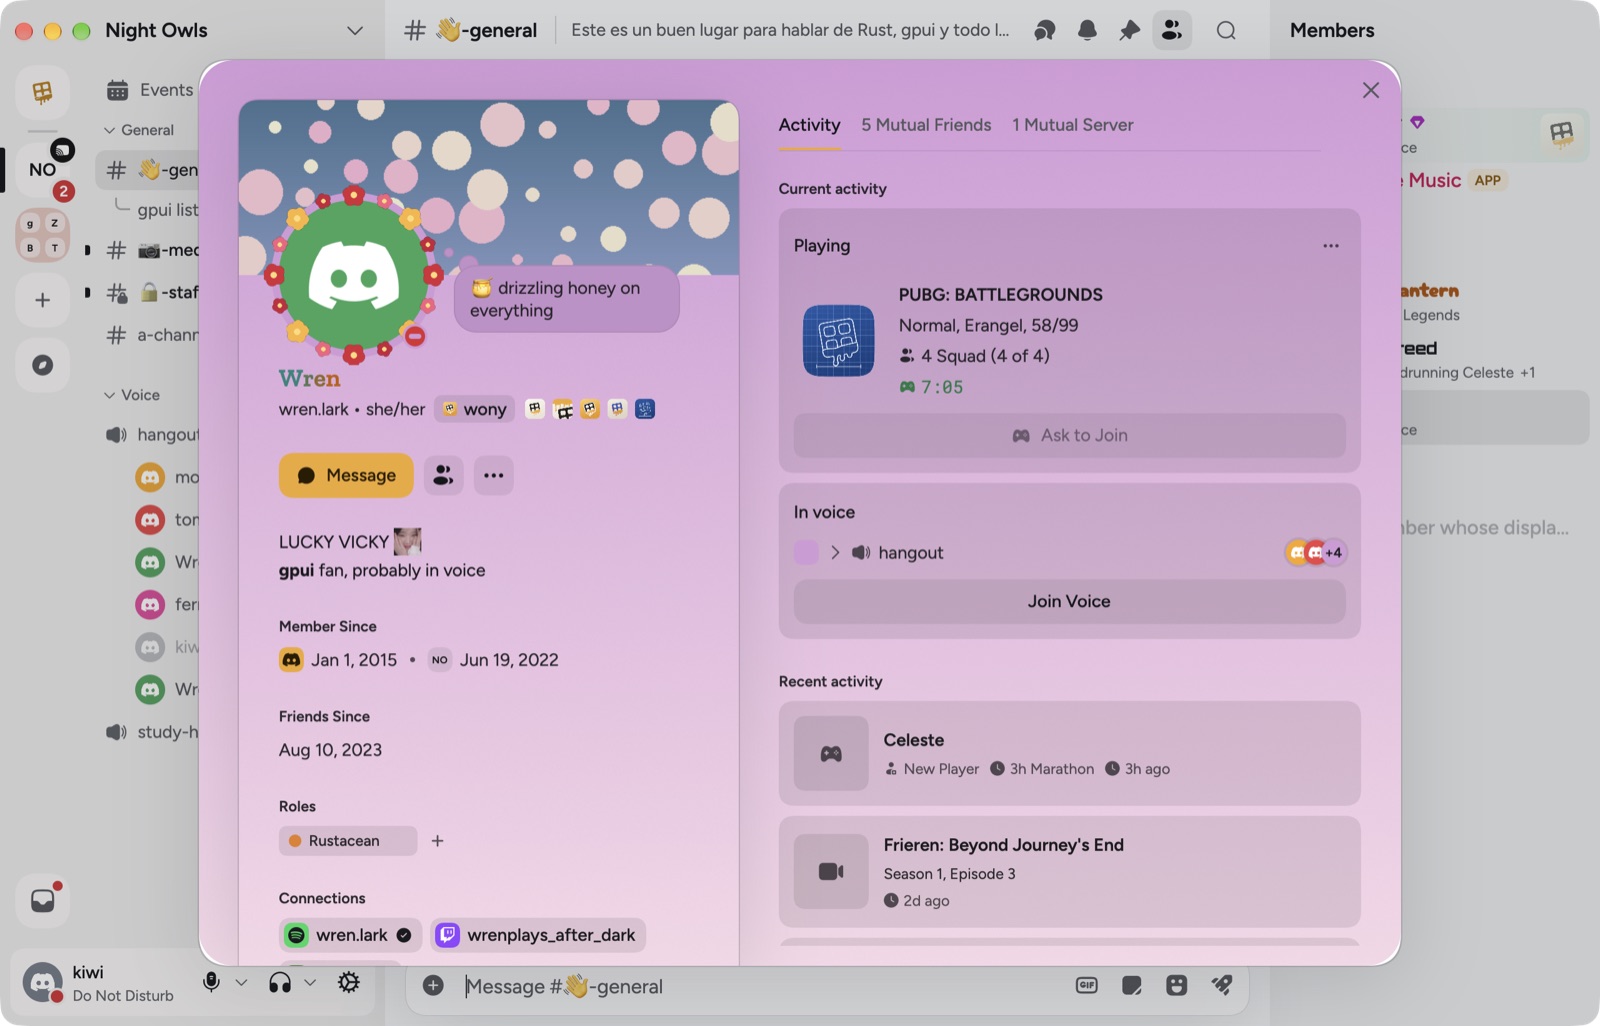 Night Owls
# 👋-general
Este es un buen lugar para hablar de Rust, gpui y todo l...
Members
Events
General
# 👋-gen
gpui list
# 📷-med
🔒-staf
# a-chann
Voice
hangout
mo
tor
Wr
fer
kiw
Wr
study-h
NO
2
g Z
B T
kiwi
Do Not Disturb
🍯 drizzling honey on
everything
Wren
wren.lark • she/her
wony
Message
LUCKY VICKY
gpui fan, probably in voice
Member Since
Jan 1, 2015 • NO Jun 19, 2022
Friends Since
Aug 10, 2023
Roles
Rustacean
Connections
wren.lark
wrenplays_after_dark
Activity
5 Mutual Friends
1 Mutual Server
Current activity
Playing
PUBG: BATTLEGROUNDS
Normal, Erangel, 58/99
4 Squad (4 of 4)
7:05
Ask to Join
In voice
hangout
+4
Join Voice
Recent activity
Celeste
New Player
3h Marathon
3h ago
Frieren: Beyond Journey's End
Season 1, Episode 3
2d ago
ce
Music APP
antern
Legends
reed
drunning Celeste +1
ce
ber whose displa...
Message #👋-general
GIF